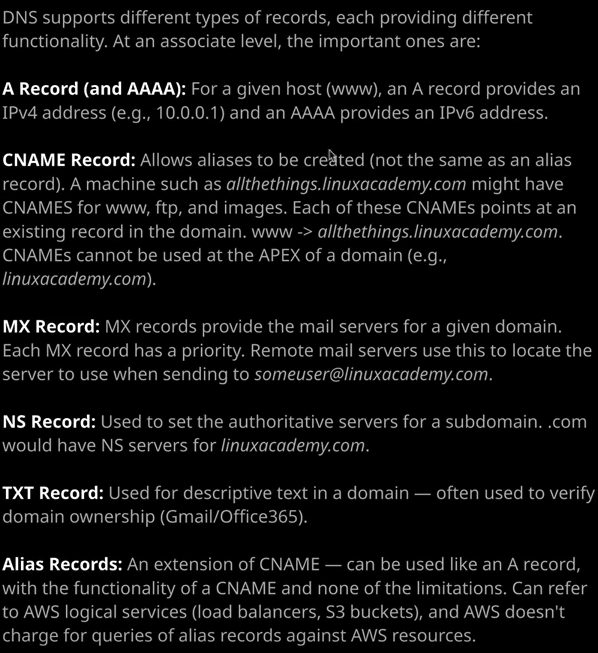 DNS supports different types of records, each providing different
functionality. At an associate level, the important ones are:
A Record (and AAAA): For a given host (www), an A record provides an
IPv4 address (e.g., 10.0.0.1) and an AAAA provides an IPv6 address.
CNAME Record: Allows aliases to be created (not the same as an alias
record). A machine such as allthethings.linuxacademy.com might have
CNAMES for www, ftp, and images. Each of these CNAMEs points at an
existing record in the domain. www -> allthethings.linuxacademy.com.
CNAMEs cannot be used at the APEX of a domain (e.g.,
linuxacademy.com).
MX Record: MX records provide the mail servers for a given domain.
Each MX record has a priority. Remote mail servers use this to locate the
server to use when sending to someuser@linuxacademy.com.
NS Record: Used to set the authoritative servers for a subdomain. .com
would have NS servers for linuxacademy.com.
TXT Record: Used for descriptive text in a domain — often used to verify
domain ownership (Gmail/Office365).
Alias Records: An extension of CNAME — can be used like an A record,
with the functionality of a CNAME and none of the limitations. Can refer
to AWS logical services (load balancers, S3 buckets), and AWS doesn't
charge for queries of alias records against AWS resources.